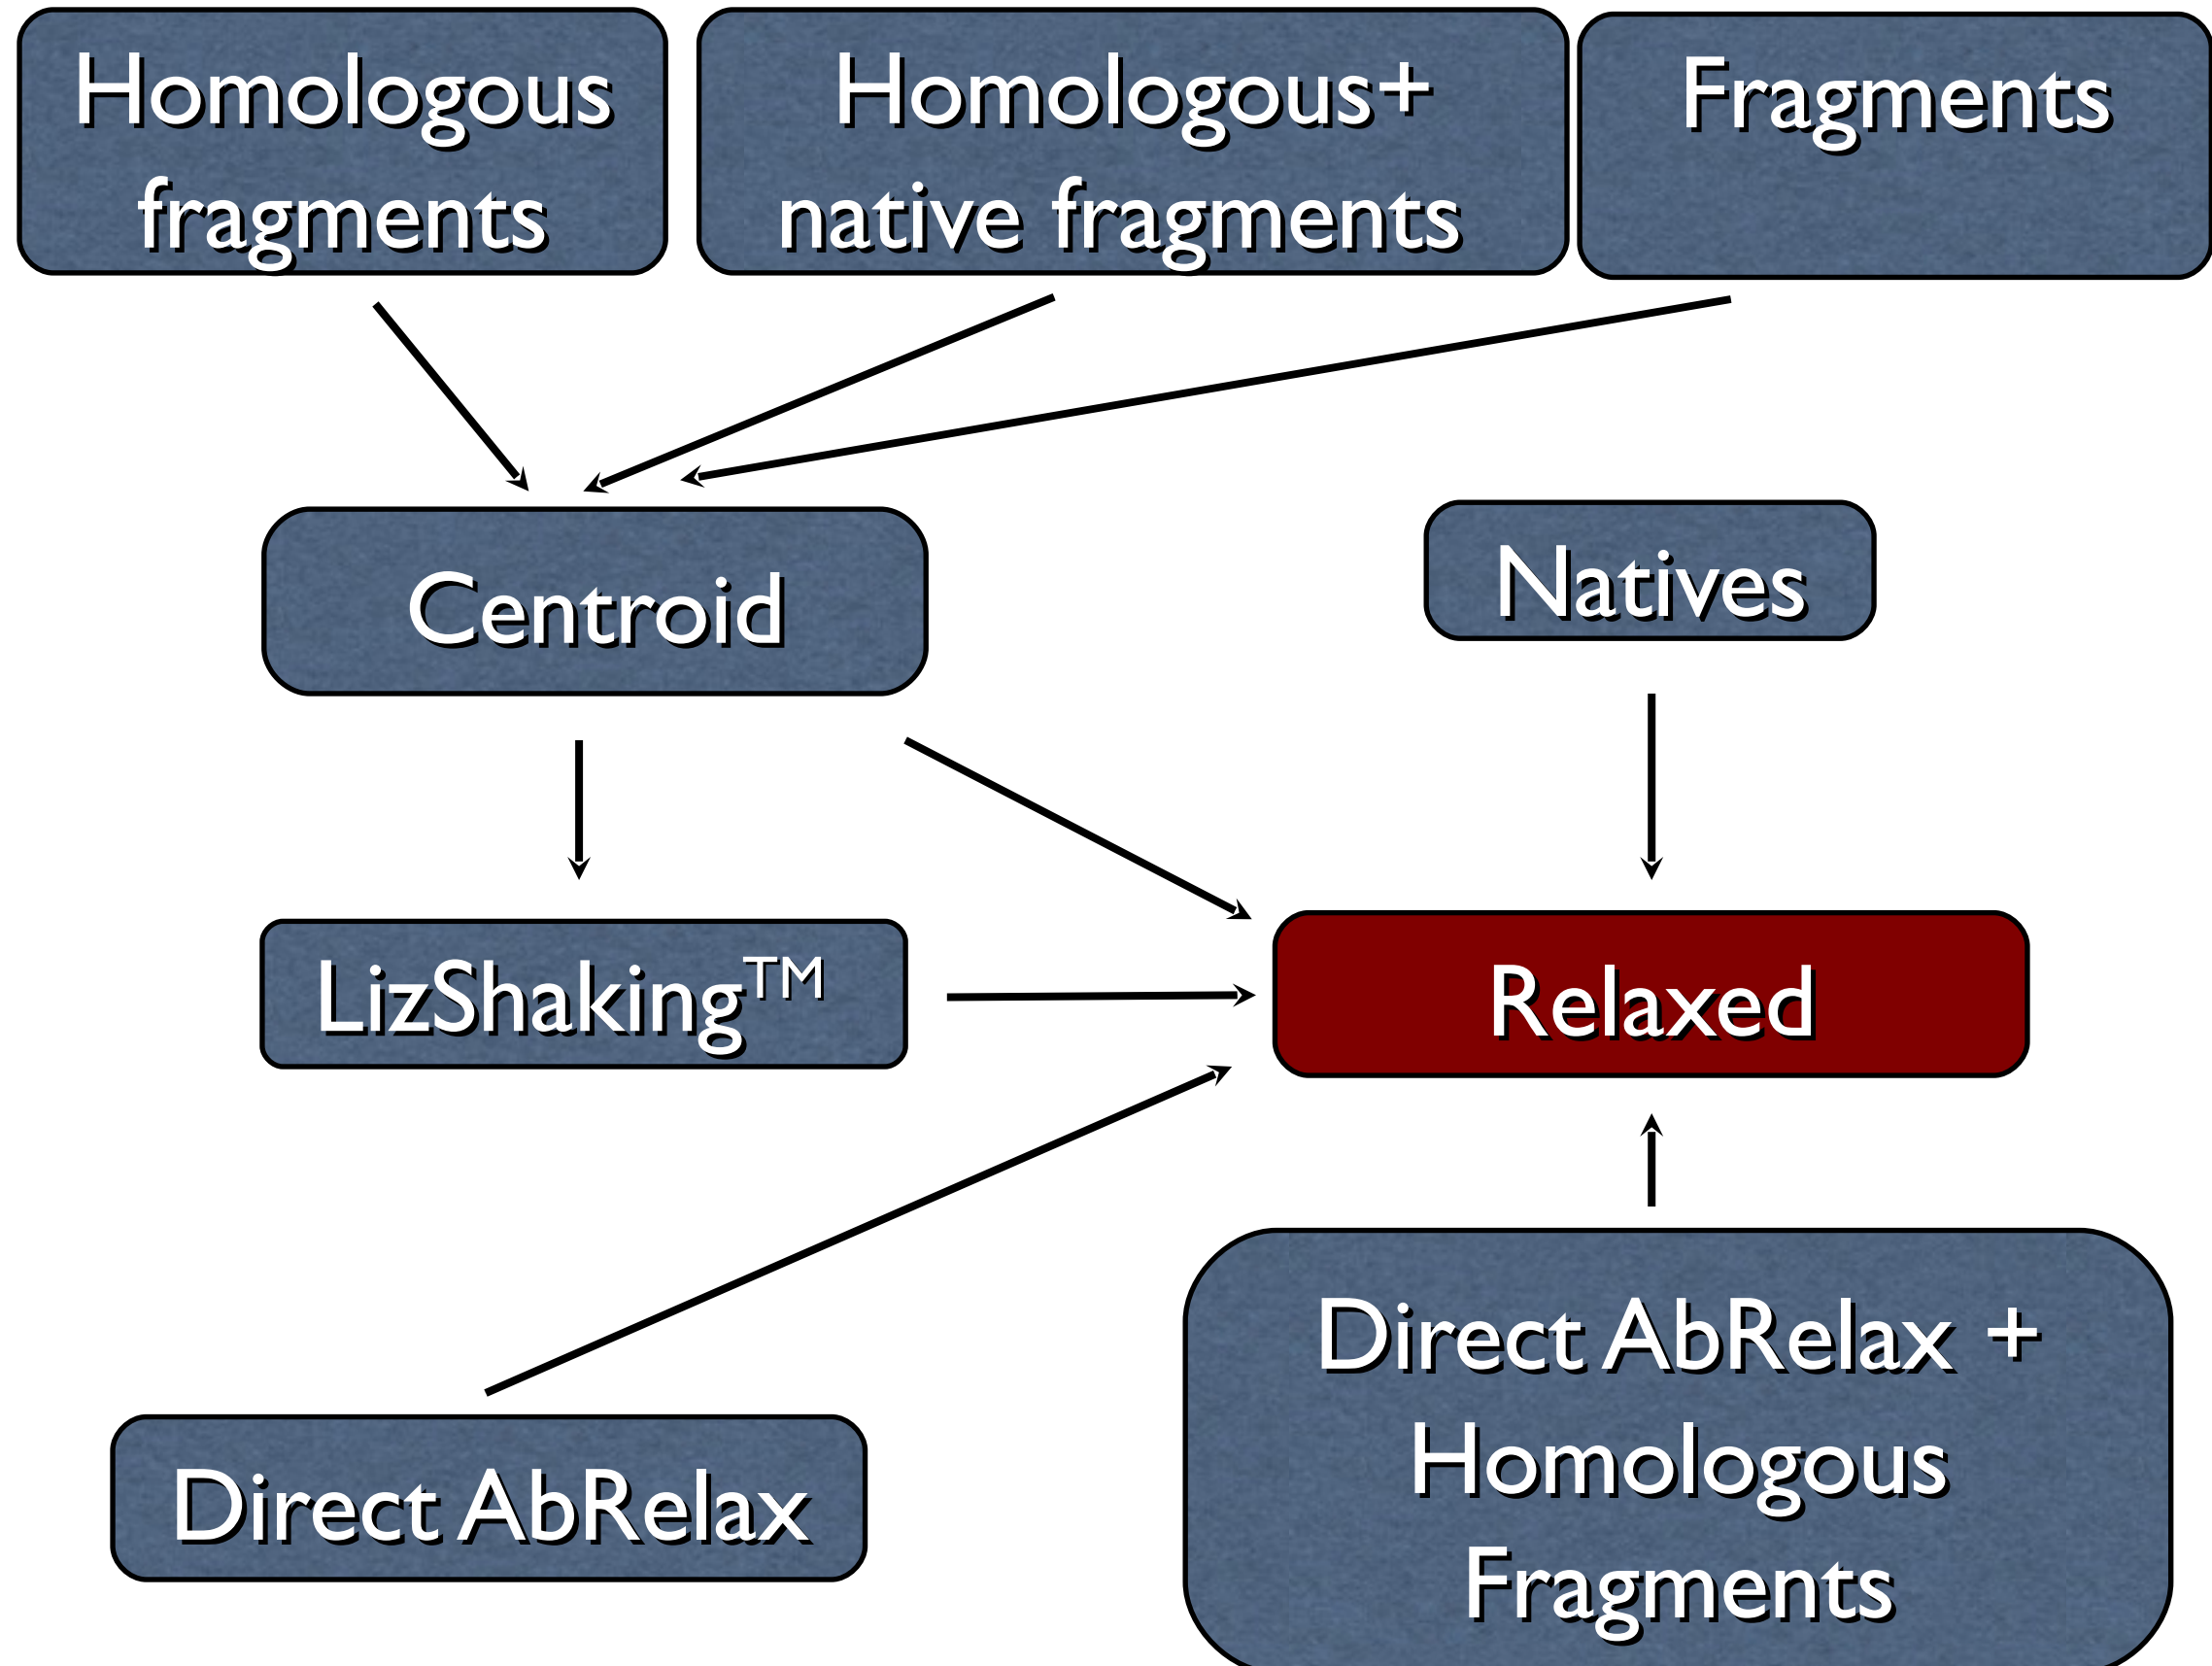 Homologous
fragments
Homologous+
native fragments
Fragments
Centroid
Natives
LizShaking™
Relaxed
Direct AbRelax
Direct AbRelax +
Homologous
Fragments